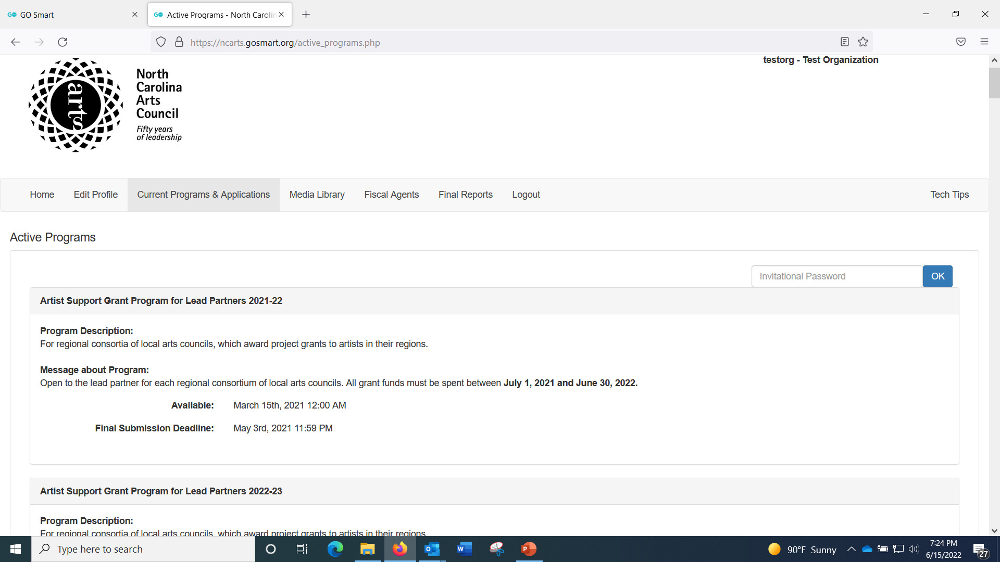 GO Smart
Active Programs - North Carolin
https://ncarts.gosmart.org/active_programs.php
testorg - Test Organization
arts
North
Carolina
Arts
Council
Fifty years
of leadership
Home Edit Profile Current Programs & Applications Media Library Fiscal Agents Final Reports Logout Tech Tips
Active Programs
Invitational Password OK
Artist Support Grant Program for Lead Partners 2021-22
Program Description:
For regional consortia of local arts councils, which award project grants to artists in their regions.
Message about Program:
Open to the lead partner for each regional consortium of local arts councils. All grant funds must be spent between July 1, 2021 and June 30, 2022.
Available: March 15th, 2021 12:00 AM
Final Submission Deadline: May 3rd, 2021 11:59 PM
Artist Support Grant Program for Lead Partners 2022-23
Program Description:
For regional consortia of local arts councils, which award project grants to artists in their regions.
Type here to search
90°F Sunny
7:24 PM
6/15/2022
27